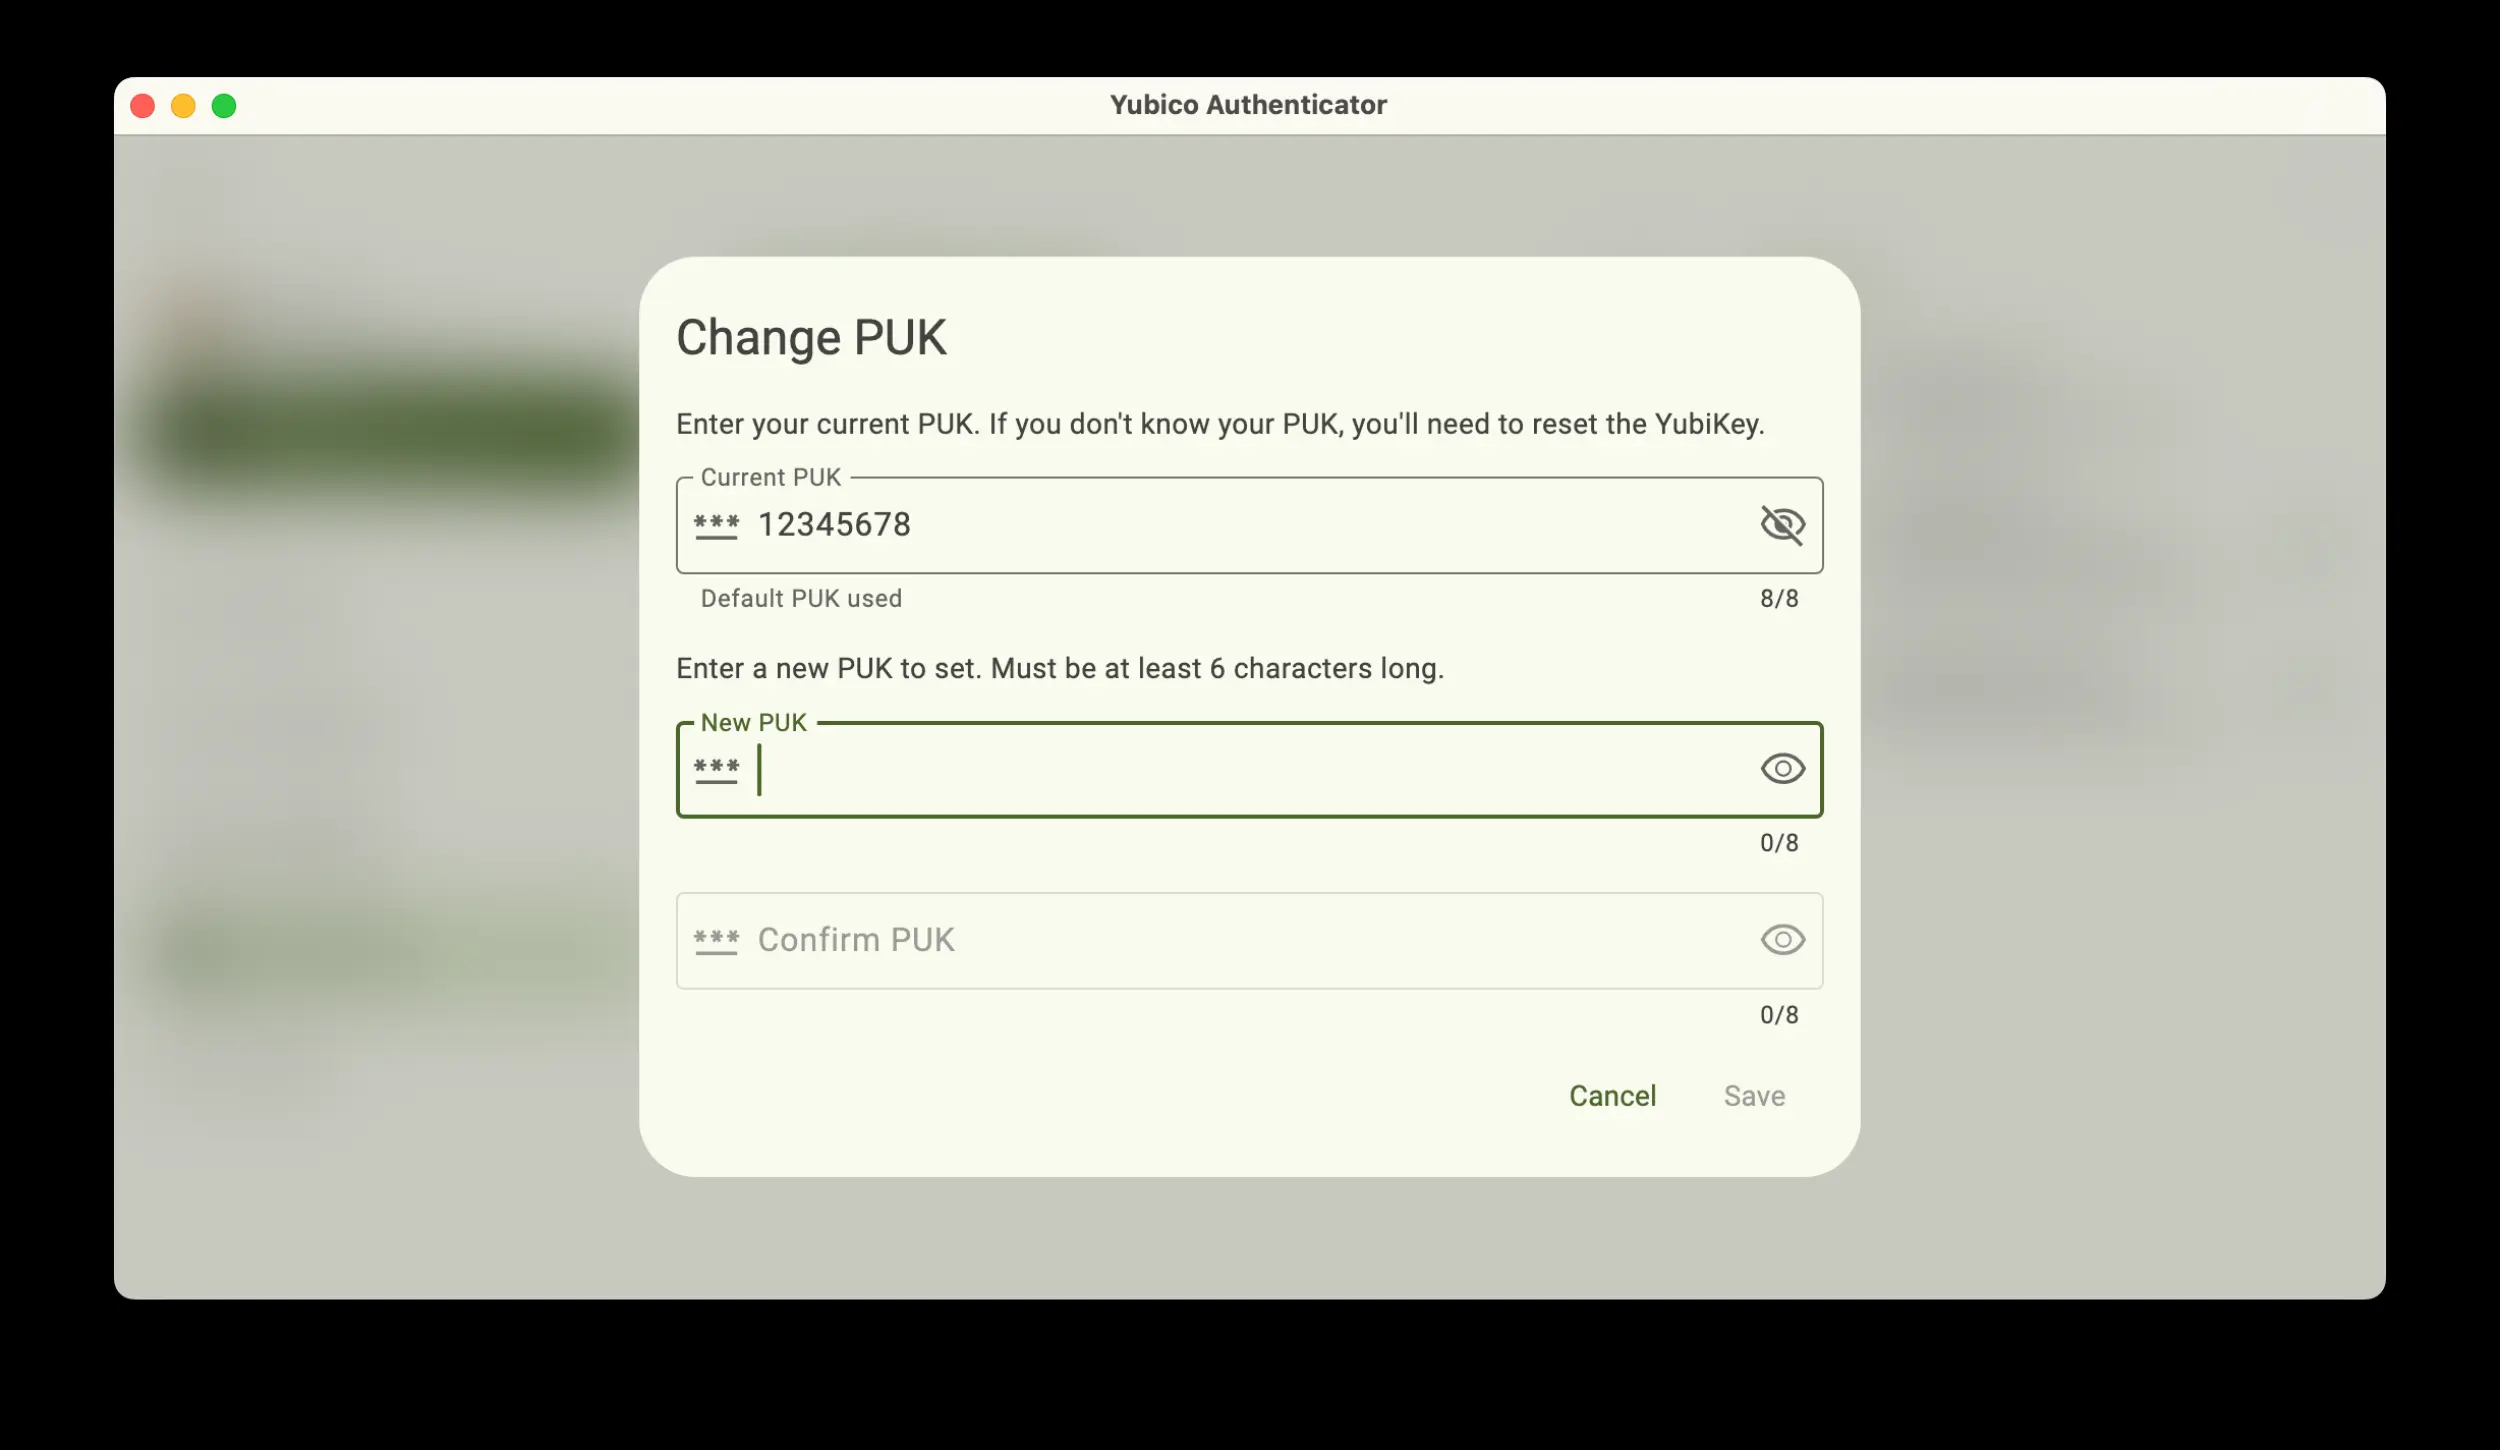 Yubico Authenticator
Change PUK
Enter your current PUK. If you don't know your PUK, you'll need to reset the YubiKey.
Current PUK
*** 12345678
Default PUK used 8/8
Enter a new PUK to set. Must be at least 6 characters long.
New PUK
***
0/8
*** Confirm PUK
0/8
Cancel Save